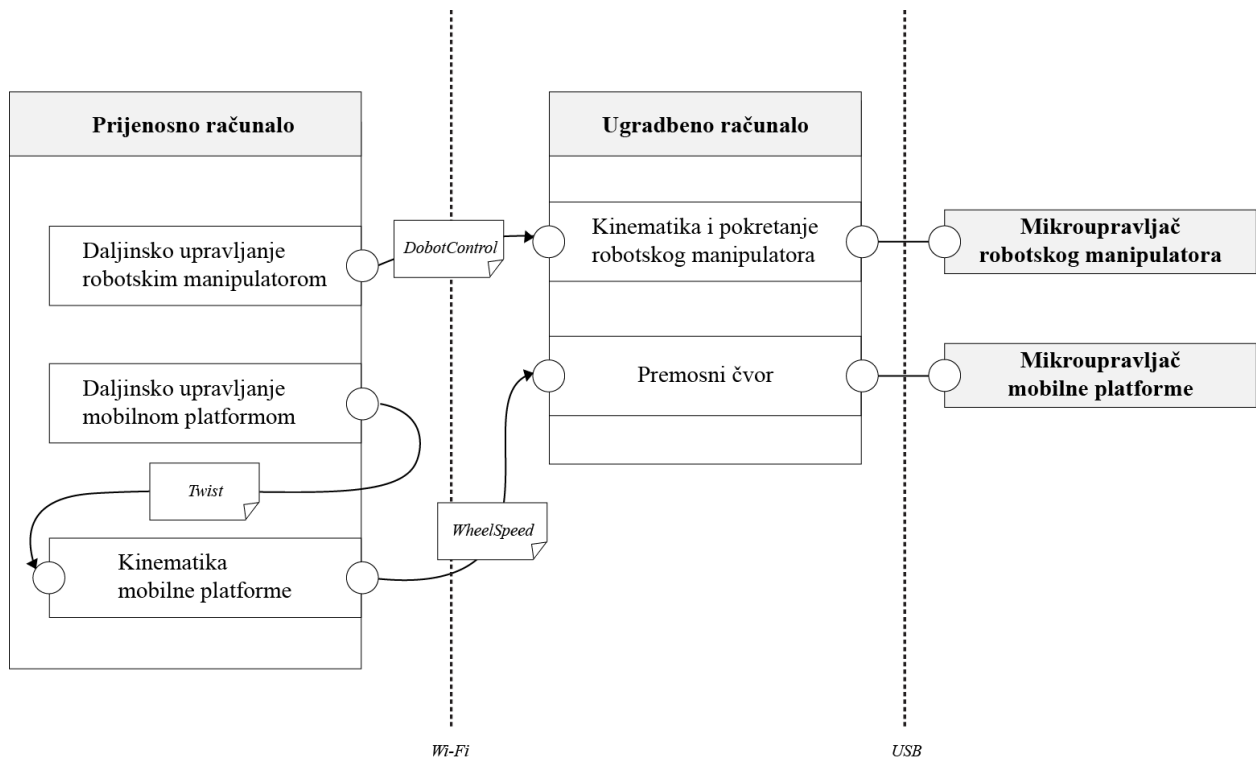 Prijenosno računalo
Daljinsko upravljanje
robotskim manipulatorom
Daljinsko upravljanje
mobilnom platformom
Twist
Kinematika
mobilne platforme
DobotControl
WheelSpeed
Wi-Fi
Ugradbeno računalo
Kinematika i pokretanje
robotskog manipulatora
Premosni čvor
USB
Mikroupravljač
robotskog manipulatora
Mikroupravljač
mobilne platforme